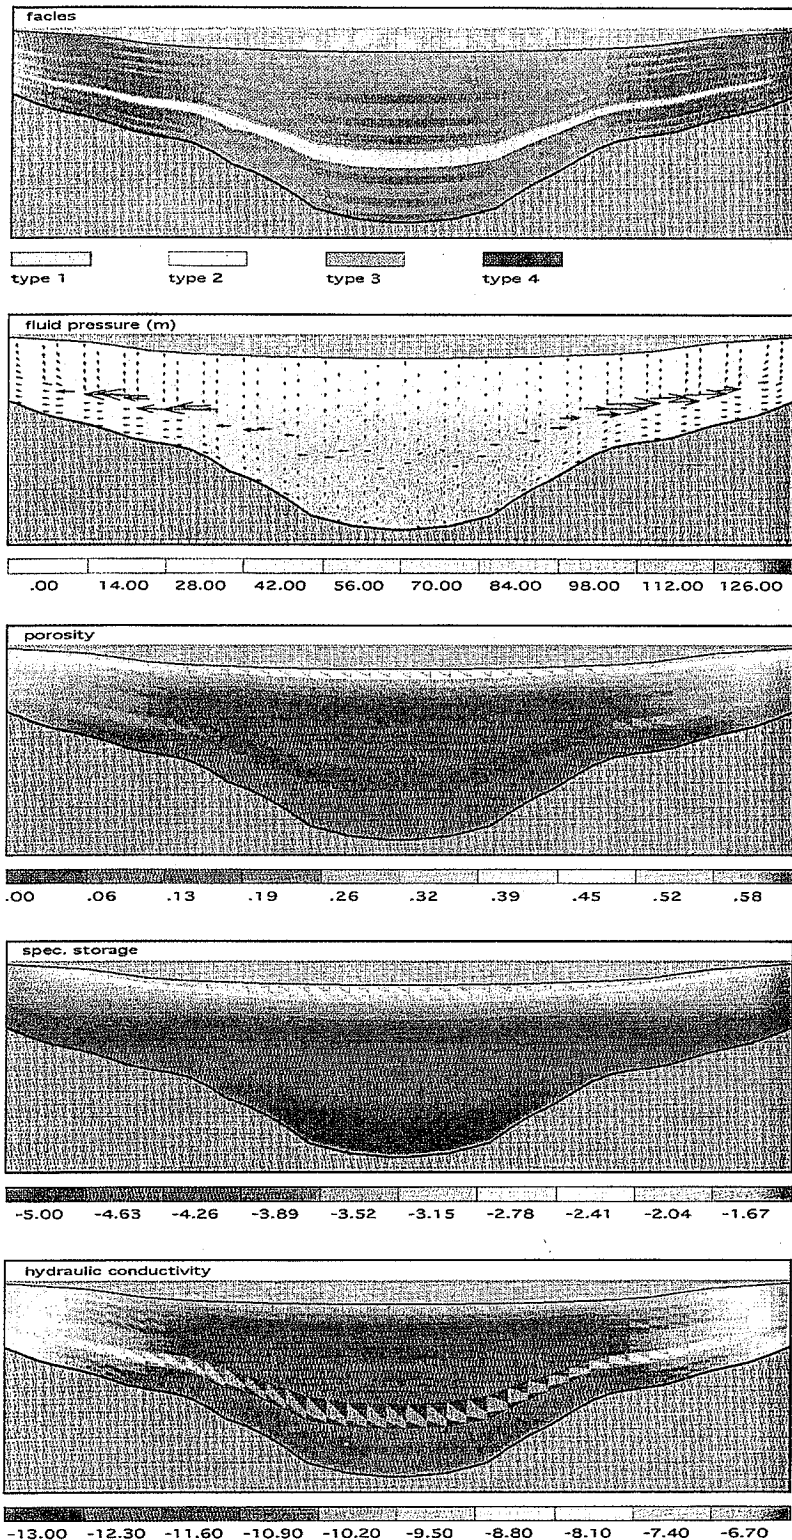 facies
type 1 type 2 type 3 type 4
fluid pressure (m)
.00 14.00 28.00 42.00 56.00 70.00 84.00 98.00 112.00 126.00
porosity
.00 .06 .13 .19 .26 .32 .39 .45 .52 .58
spec. storage
-5.00 -4.63 -4.26 -3.89 -3.52 -3.15 -2.78 -2.41 -2.04 -1.67
hydraulic conductivity
-13.00 -12.30 -11.60 -10.90 -10.20 -9.50 -8.80 -8.10 -7.40 -6.70